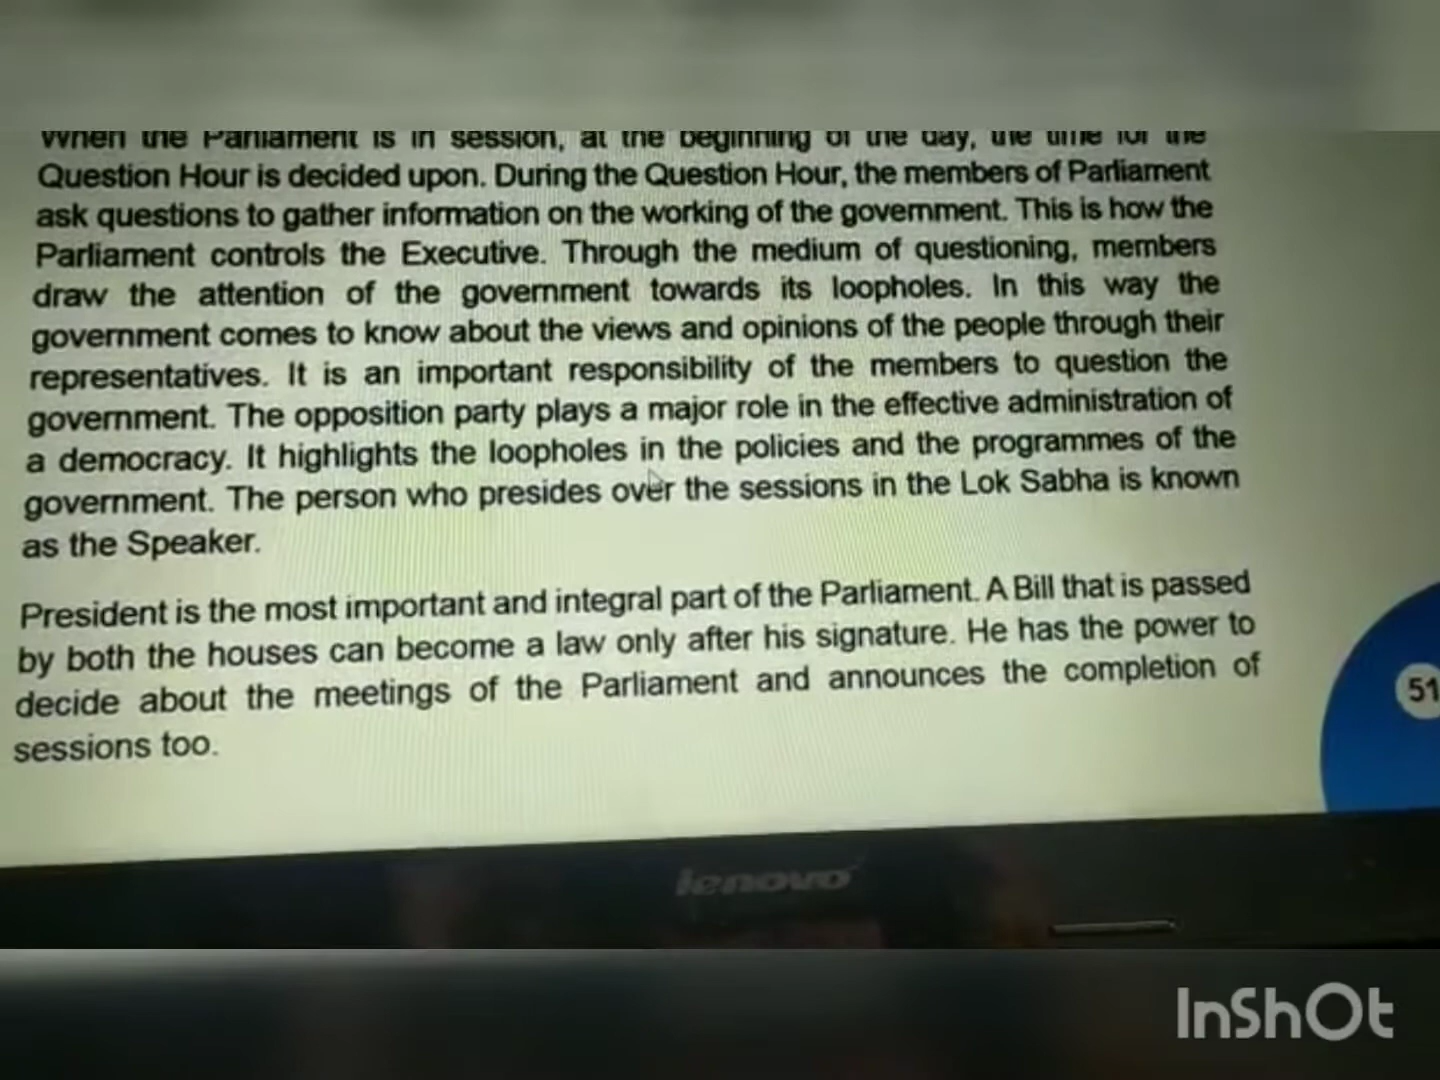 When the Parliament is in session, at the beginning of the day, the time for the
Question Hour is decided upon. During the Question Hour, the members of Parliament
ask questions to gather information on the working of the government. This is how the
Parliament controls the Executive. Through the medium of questioning, members
draw the attention of the government towards its loopholes. In this way the
government comes to know about the views and opinions of the people through their
representatives. It is an important responsibility of the members to question the
government. The opposition party plays a major role in the effective administration of
a democracy. It highlights the loopholes in the policies and the programmes of the
government. The person who presides over the sessions in the Lok Sabha is known
as the Speaker.
President is the most important and integral part of the Parliament. A Bill that is passed
by both the houses can become a law only after his signature. He has the power to
decide about the meetings of the Parliament and announces the completion of
sessions too.
51
lenovo
InShOt